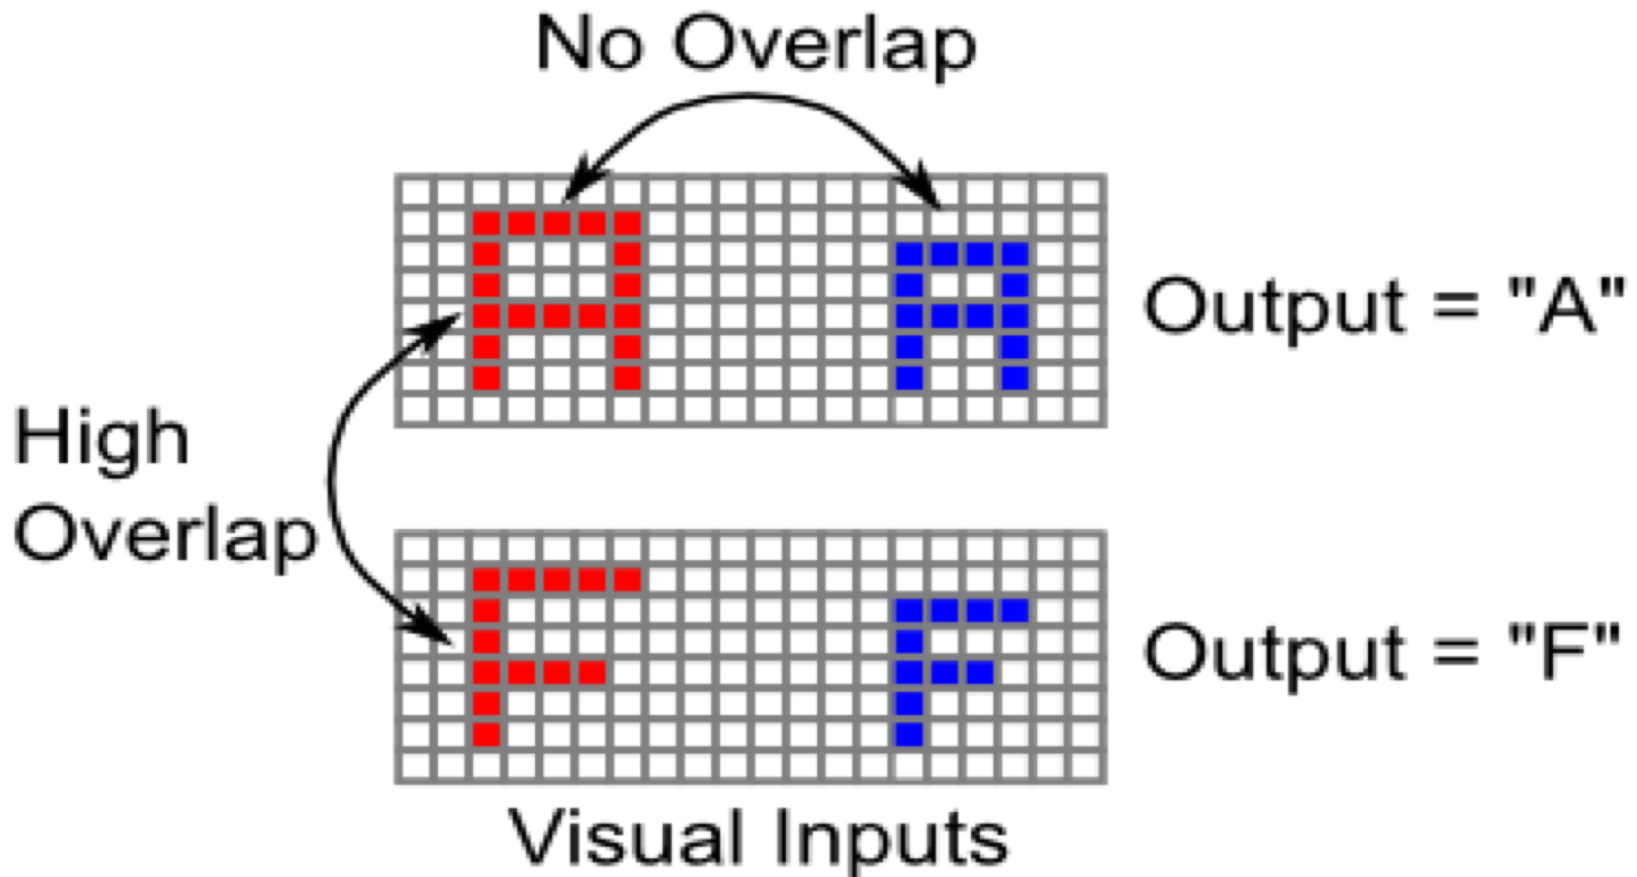 No Overlap
Output = "A"
High
Overlap
Output = "F"
Visual Inputs